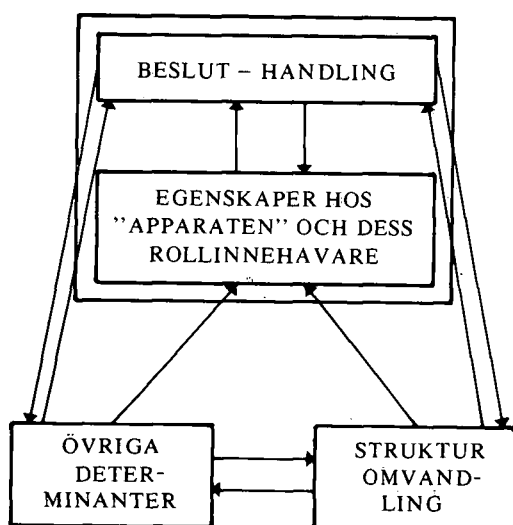 BESLUT – HANDLING
EGENSKAPER HOS
"APPARATEN" OCH DESS
ROLLINNEHAVARE
ÖVRIGA
DETER-
MINANTER
STRUKTUR
OMVAND-
LING